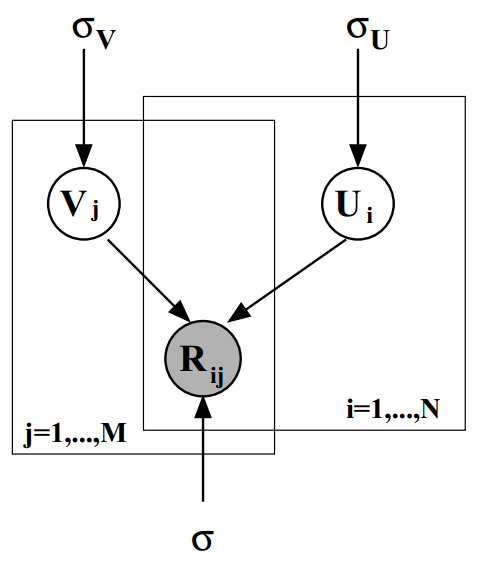 σ_V
σ_U
V_j
U_i
R_ij
i=1,...,N
j=1,...,M
σ